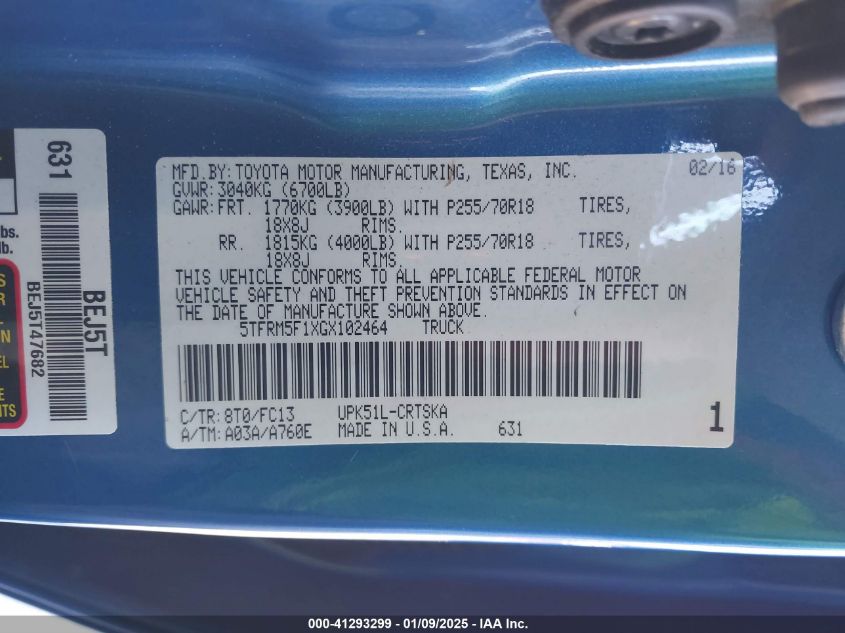 631
lbs.
lb.
BEJ5T
BEJ5T47682
MFD.BY:TOYOTA MOTOR MANUFACTURING, TEXAS, INC. 02/16
GVWR:3040KG (6700LB)
GAWR:FRT. 1770KG (3900LB) WITH P255/70R18 TIRES,
18X8J RIMS.
RR. 1815KG (4000LB) WITH P255/70R18 TIRES,
18X8J RIMS.
THIS VEHICLE CONFORMS TO ALL APPLICABLE FEDERAL MOTOR
VEHICLE SAFETY AND THEFT PREVENTION STANDARDS IN EFFECT ON
THE DATE OF MANUFACTURE SHOWN ABOVE.
5TFRM5F1XGX102464 TRUCK
C/TR:8T0/FC13 UPK51L-CRTSKA
A/TM:A03A/A760E MADE IN U.S.A. 631 1
000-41293299 - 01/09/2025 - IAA Inc.